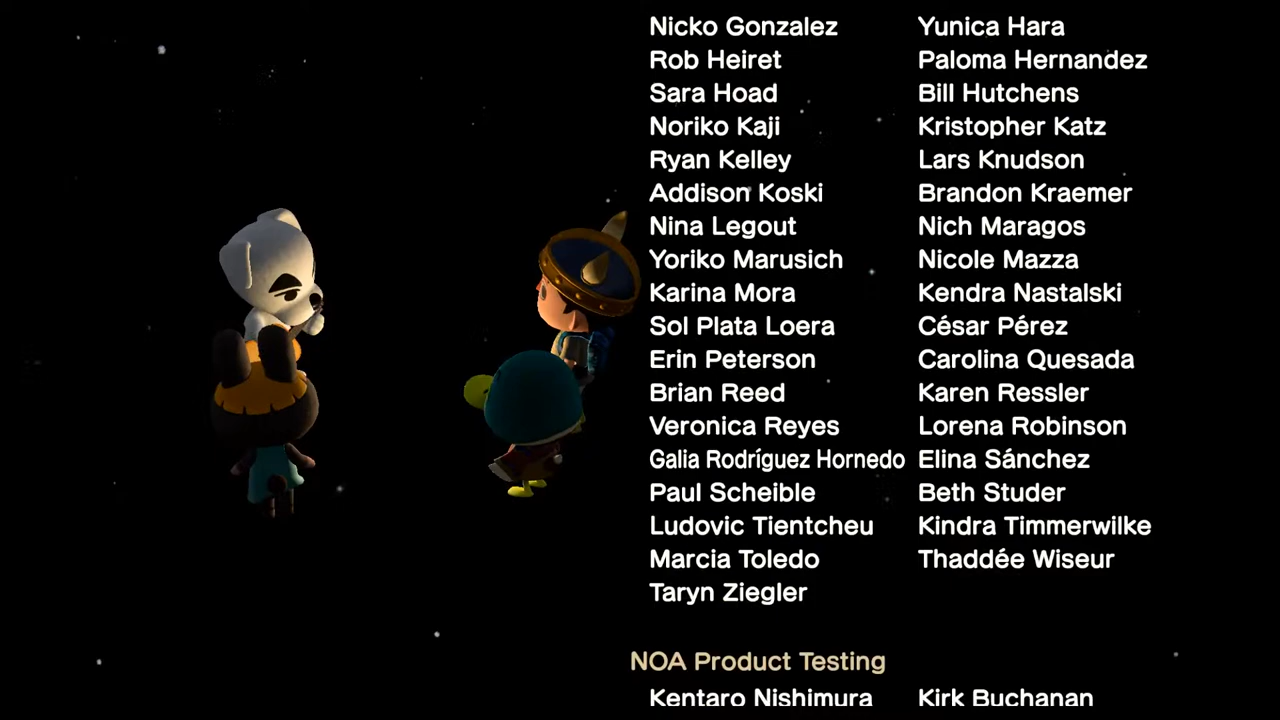 Nicko Gonzalez Yunica Hara
Rob Heiret Paloma Hernandez
Sara Hoad Bill Hutchens
Noriko Kaji Kristopher Katz
Ryan Kelley Lars Knudson
Addison Koski Brandon Kraemer
Nina Legout Nich Maragos
Yoriko Marusich Nicole Mazza
Karina Mora Kendra Nastalski
Sol Plata Loera César Pérez
Erin Peterson Carolina Quesada
Brian Reed Karen Ressler
Veronica Reyes Lorena Robinson
Galia Rodríguez Hornedo Elina Sánchez
Paul Scheible Beth Studer
Ludovic Tientcheu Kindra Timmerwilke
Marcia Toledo Thaddée Wiseur
Taryn Ziegler
NOA Product Testing
Kentaro Nishimura Kirk Buchanan